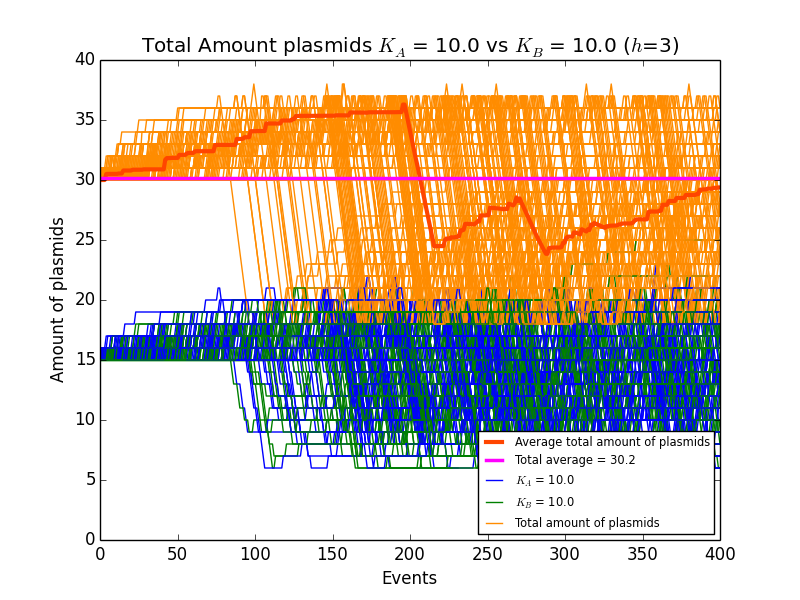 Total Amount plasmids K_A = 10.0 vs K_B = 10.0 (h=3)
40
35
30
25
20
15
10
5
0
Amount of plasmids
Average total amount of plasmids
Total average = 30.2
K_A = 10.0
K_B = 10.0
Total amount of plasmids
0 50 100 150 200 250 300 350 400
Events